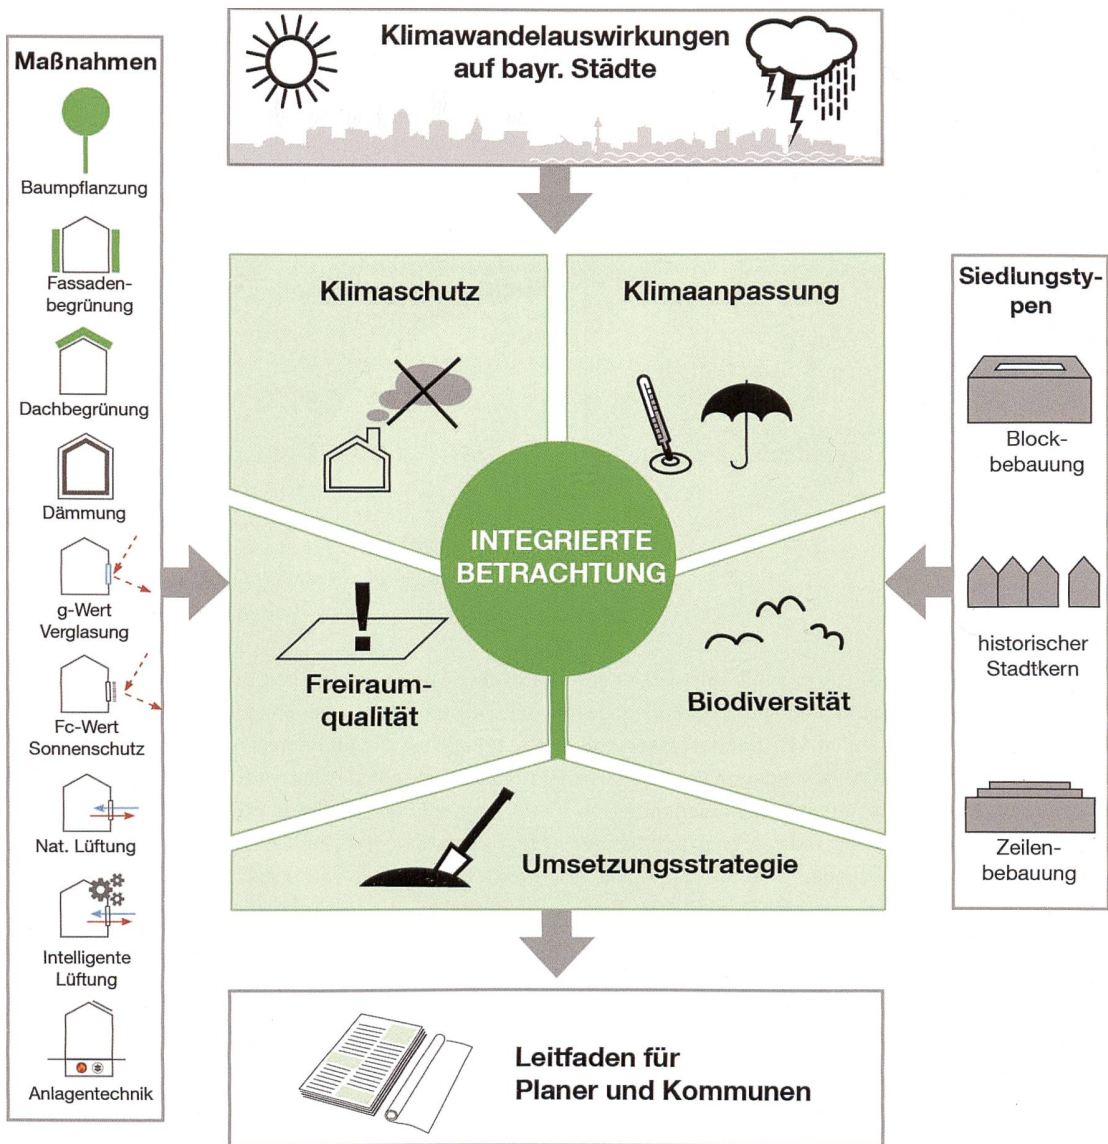 Klimawandelauswirkungen
auf bayr. Städte
Maßnahmen
Baumpflanzung
Fassaden-
begrünung
Dachbegrünung
Dämmung
g-Wert
Verglasung
Fc-Wert
Sonnenschutz
Nat. Lüftung
Intelligente
Lüftung
Anlagentechnik
Klimaschutz
Klimaanpassung
INTEGRIERTE
BETRACHTUNG
Freiraum-
qualität
Biodiversität
Umsetzungsstrategie
Siedlungsty-
pen
Block-
bebauung
historischer
Stadtkern
Zeilen-
bebauung
Leitfaden für
Planer und Kommunen